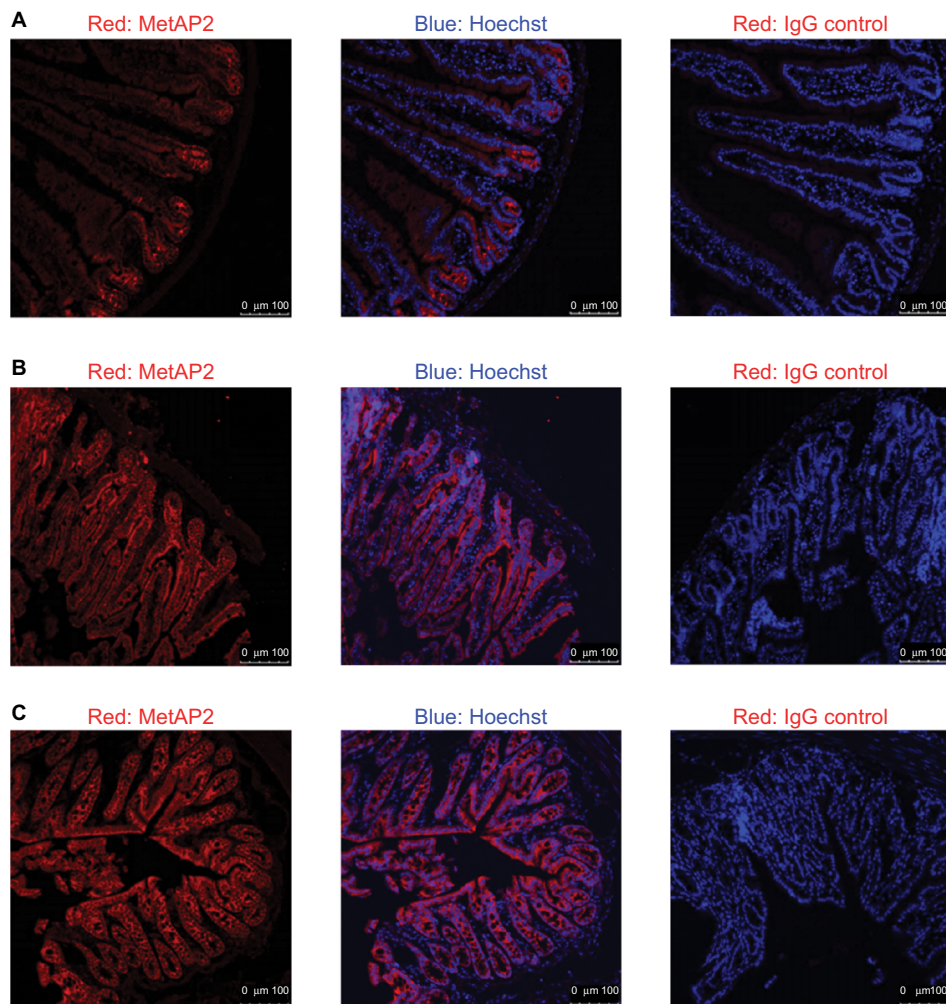 A
Red: MetAP2 Blue: Hoechst Red: IgG control
0 μm 100 0 μm 100 0 μm 100
B
Red: MetAP2 Blue: Hoechst Red: IgG control
0 μm 100 0 μm 100 0 μm 100
C
Red: MetAP2 Blue: Hoechst Red: IgG control
0 μm 100 0 μm 100 0 μm100